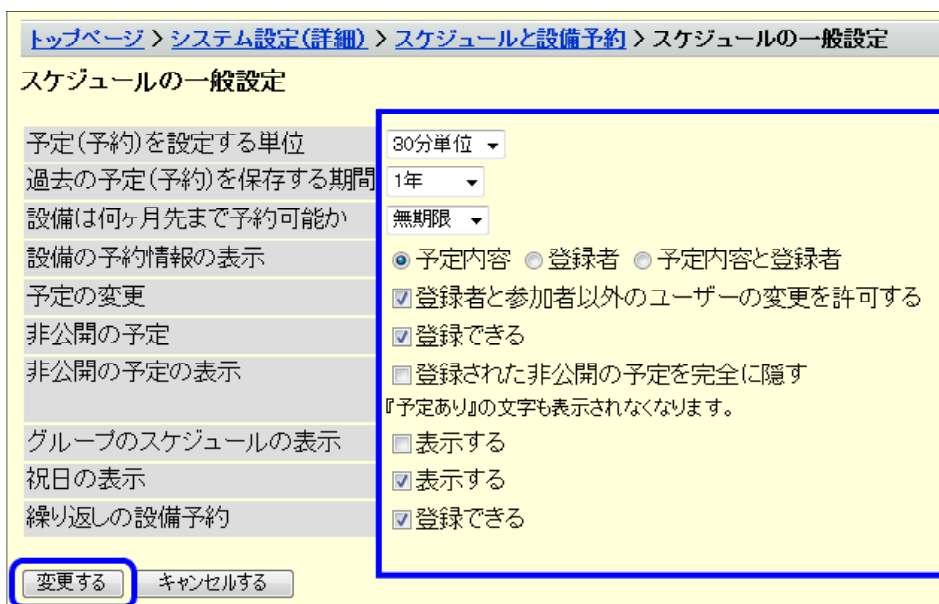 トップページ > システム設定(詳細) > スケジュールと設備予約 > スケジュールの一般設定
スケジュールの一般設定
予定(予約)を設定する単位 30分単位
過去の予定(予約)を保存する期間 1年
設備は何ヶ月先まで予約可能か 無期限
設備の予約情報の表示 予定内容 登録者 予定内容と登録者
予定の変更 登録者と参加者以外のユーザーの変更を許可する
非公開の予定 登録できる
非公開の予定の表示 登録された非公開の予定を完全に隠す
『予定あり』の文字も表示されなくなります。
グループのスケジュールの表示 表示する
祝日の表示 表示する
繰り返しの設備予約 登録できる
変更する キャンセルする